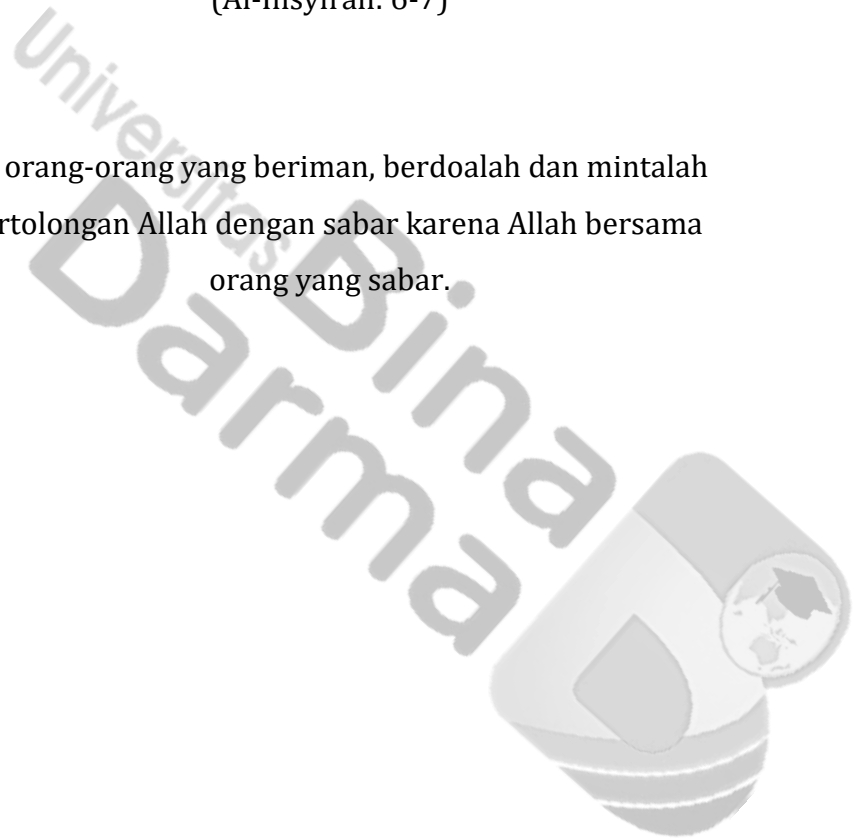 (Al-Insyirah: 6-7)
orang-orang yang beriman, berdoalah dan mintalah
rtolongan Allah dengan sabar karena Allah bersama
orang yang sabar.
Universitas
Bina
Darma